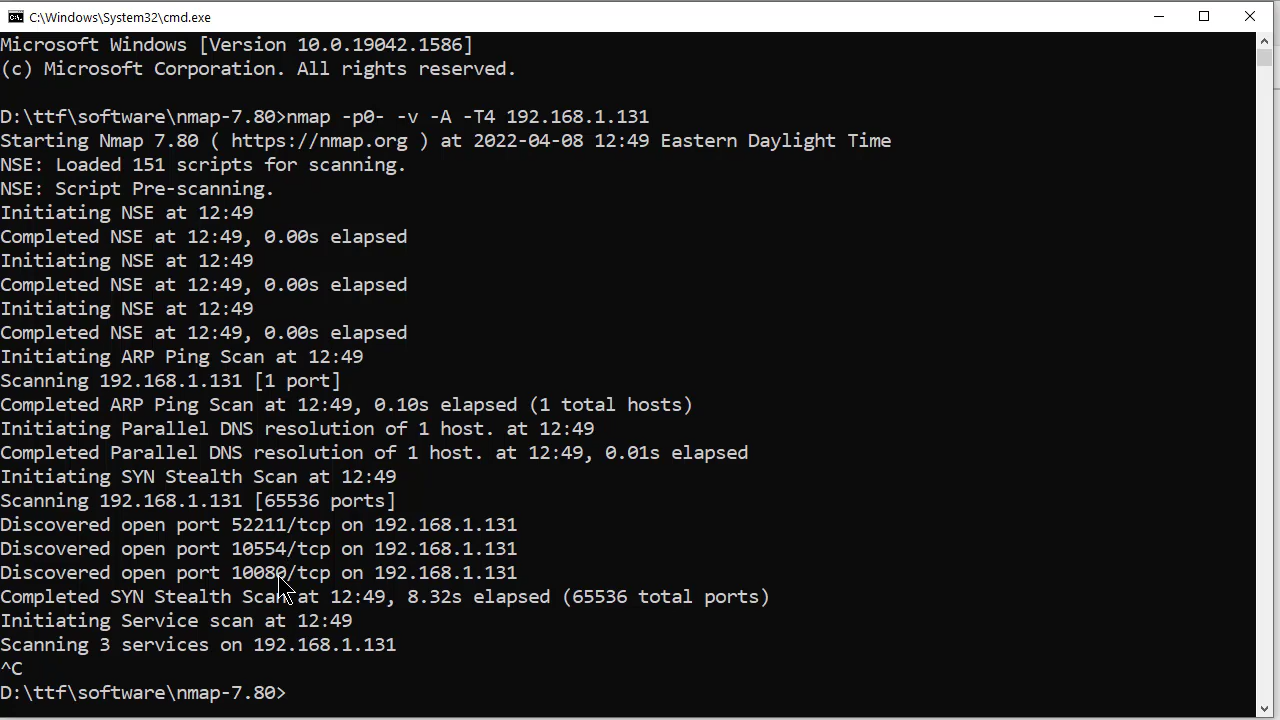 C:\Windows\System32\cmd.exe
Microsoft Windows [Version 10.0.19042.1586]
(c) Microsoft Corporation. All rights reserved.
D:\ttf\software\nmap-7.80>nmap -p0- -v -A -T4 192.168.1.131
Starting Nmap 7.80 ( https://nmap.org ) at 2022-04-08 12:49 Eastern Daylight Time
NSE: Loaded 151 scripts for scanning.
NSE: Script Pre-scanning.
Initiating NSE at 12:49
Completed NSE at 12:49, 0.00s elapsed
Initiating NSE at 12:49
Completed NSE at 12:49, 0.00s elapsed
Initiating NSE at 12:49
Completed NSE at 12:49, 0.00s elapsed
Initiating ARP Ping Scan at 12:49
Scanning 192.168.1.131 [1 port]
Completed ARP Ping Scan at 12:49, 0.10s elapsed (1 total hosts)
Initiating Parallel DNS resolution of 1 host. at 12:49
Completed Parallel DNS resolution of 1 host. at 12:49, 0.01s elapsed
Initiating SYN Stealth Scan at 12:49
Scanning 192.168.1.131 [65536 ports]
Discovered open port 52211/tcp on 192.168.1.131
Discovered open port 10554/tcp on 192.168.1.131
Discovered open port 10080/tcp on 192.168.1.131
Completed SYN Stealth Scan at 12:49, 8.32s elapsed (65536 total ports)
Initiating Service scan at 12:49
Scanning 3 services on 192.168.1.131
^C
D:\ttf\software\nmap-7.80>